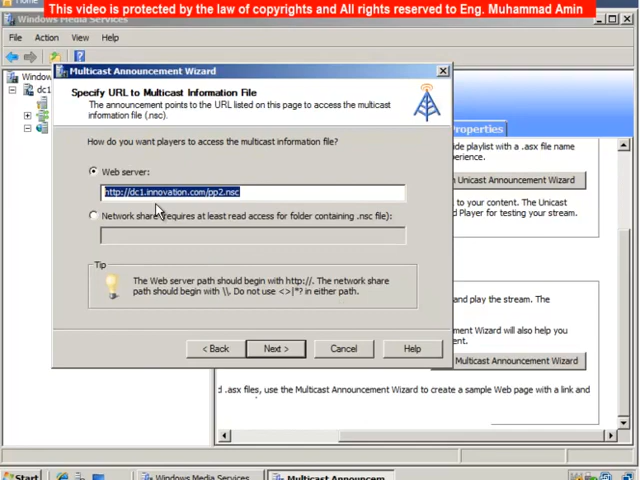 Home
This video is protected by the law of copyrights and All rights reserved to Eng. Muhammad Amin
Windows Media Services
File Action View Help
Window
dc1
Multicast Announcement Wizard
Specify URL to Multicast Information File
The announcement points to the URL listed on this page to access the multicast
information file (.nsc).
How do you want players to access the multicast information file?
Web server:
http://dc1.innovation.com/pp2.nsc
Network share (requires at least read access for folder containing .nsc file):
Tip
The Web server path should begin with http://. The network share
path should begin with \\. Do not use <>|*? in either path.
< Back
Next >
Cancel
Help
Properties
ide playlist with a .asx file name
perience.
n Unicast Announcement Wizard
to your content. The Unicast
Player for testing your stream.
and play the stream. The
ment Wizard will also help you
ent.
Multicast Announcement Wizard
d .asx files, use the Multicast Announcement Wizard to create a sample Web page with a link and
Start
Windows Media Services
Multicast Announcem...